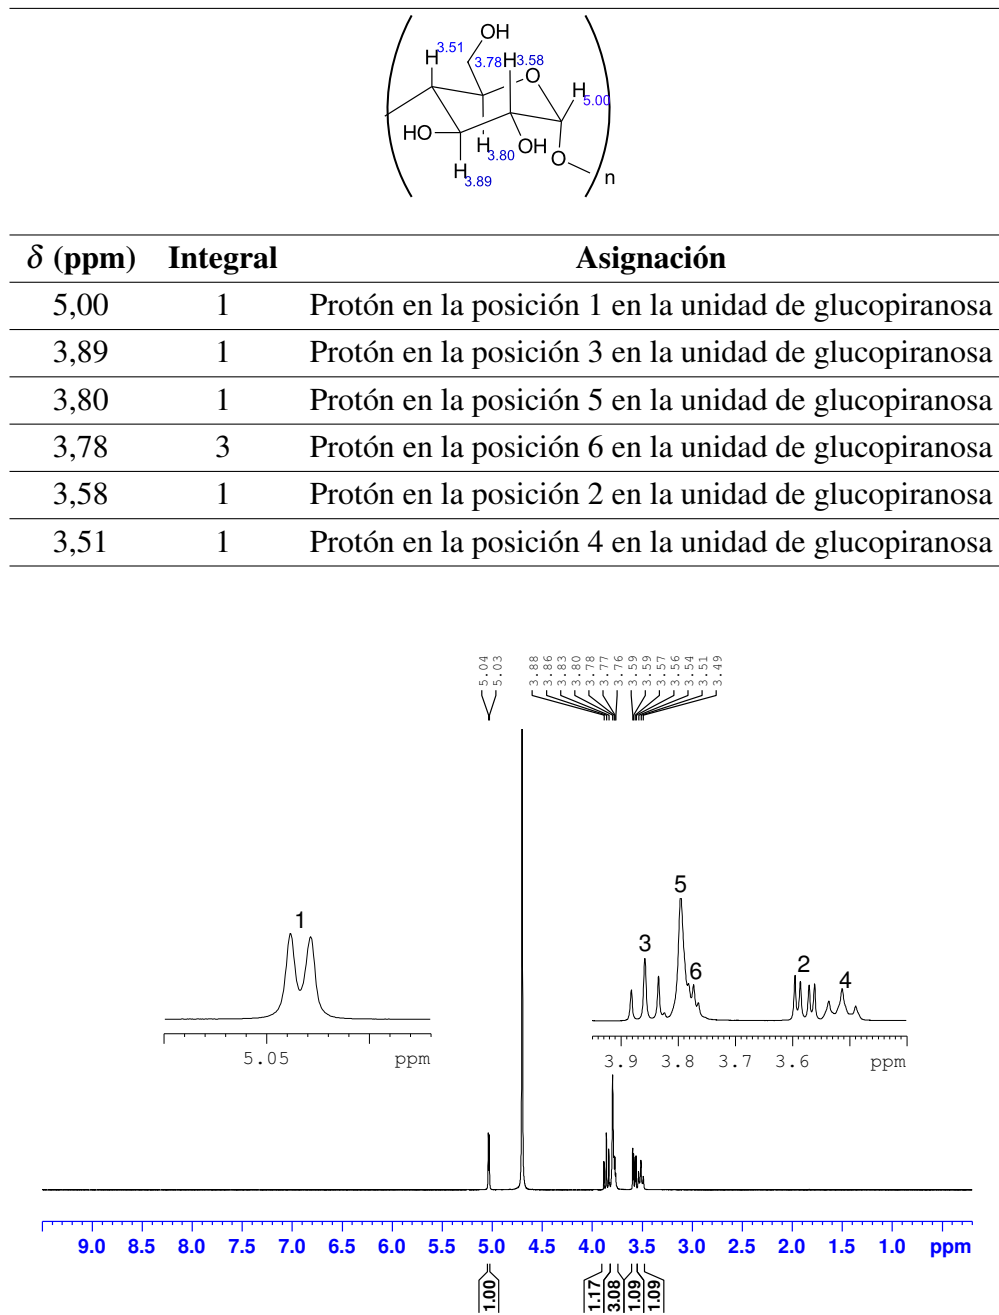 OH
H3.51
3.78 H3.58
O
H5.00
HO
H3.80
OH
O
H3.89
n
δ (ppm) Integral Asignación
5,00 1 Protón en la posición 1 en la unidad de glucopiranosa
3,89 1 Protón en la posición 3 en la unidad de glucopiranosa
3,80 1 Protón en la posición 5 en la unidad de glucopiranosa
3,78 3 Protón en la posición 6 en la unidad de glucopiranosa
3,58 1 Protón en la posición 2 en la unidad de glucopiranosa
3,51 1 Protón en la posición 4 en la unidad de glucopiranosa
5.04
5.03
3.88
3.86
3.83
3.80
3.78
3.77
3.76
3.59
3.59
3.57
3.56
3.54
3.51
3.49
1
5.05 ppm
5
3
6
2
4
3.9 3.8 3.7 3.6 ppm
9.0 8.5 8.0 7.5 7.0 6.5 6.0 5.5 5.0 4.5 4.0 3.5 3.0 2.5 2.0 1.5 1.0 ppm
1.00
1.17
3.08
1.09
1.09